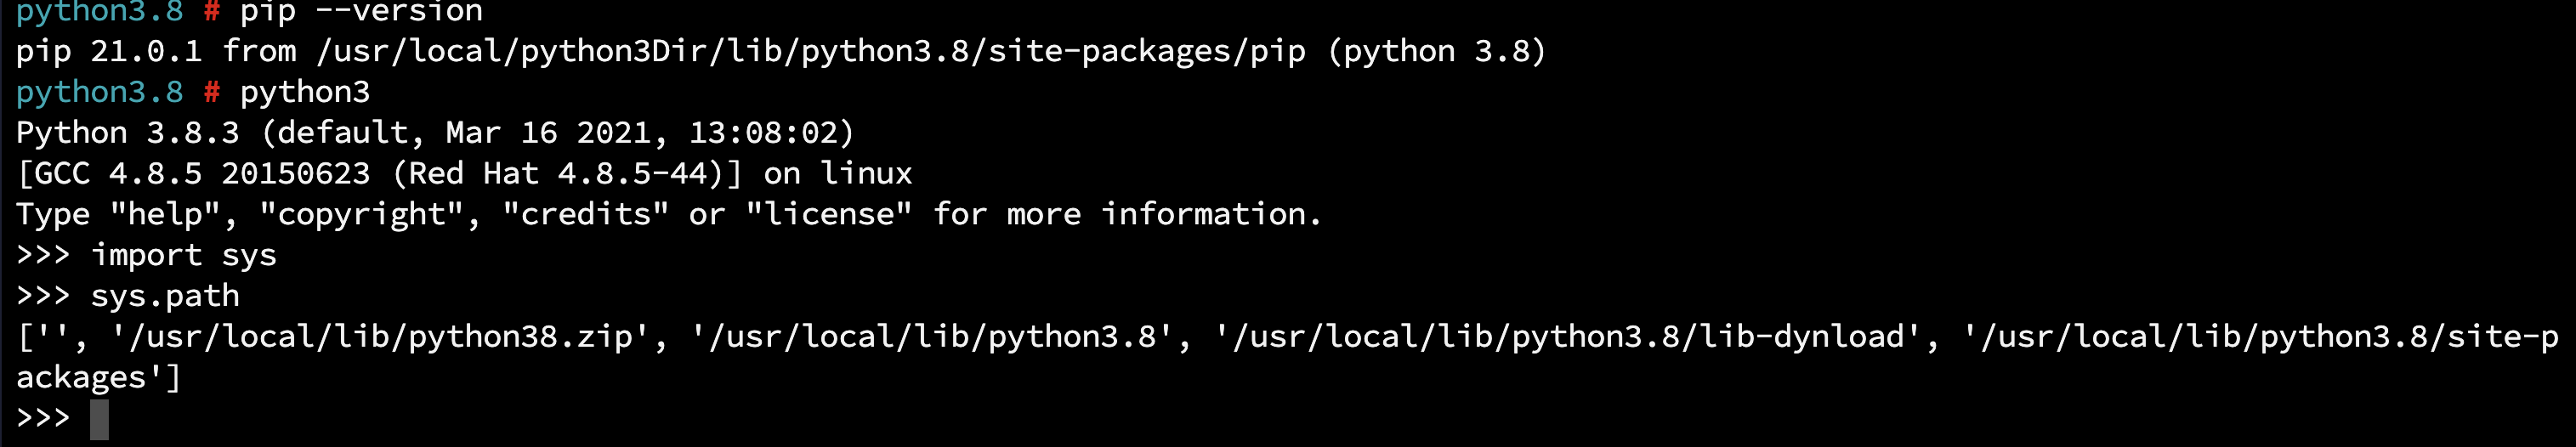 python3.8 # pip --version
pip 21.0.1 from /usr/local/python3Dir/lib/python3.8/site-packages/pip (python 3.8)
python3.8 # python3
Python 3.8.3 (default, Mar 16 2021, 13:08:02)
[GCC 4.8.5 20150623 (Red Hat 4.8.5-44)] on linux
Type "help", "copyright", "credits" or "license" for more information.
>>> import sys
>>> sys.path
['', '/usr/local/lib/python38.zip', '/usr/local/lib/python3.8', '/usr/local/lib/python3.8/lib-dynload', '/usr/local/lib/python3.8/site-p
ackages']
>>>